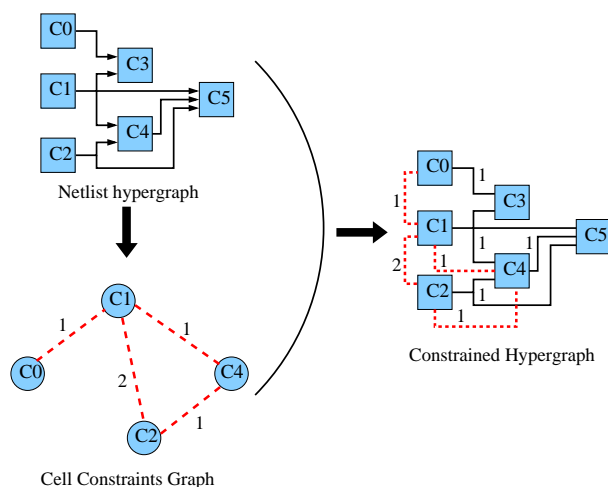 C0
C3
C1
C5
C4
C2
Netlist hypergraph
C1
1
1
C0
2
C4
C2
1
Cell Constraints Graph
C0
1
1
C3
C1
C5
1
1
2
1
C4
C2
1
1
Constrained Hypergraph